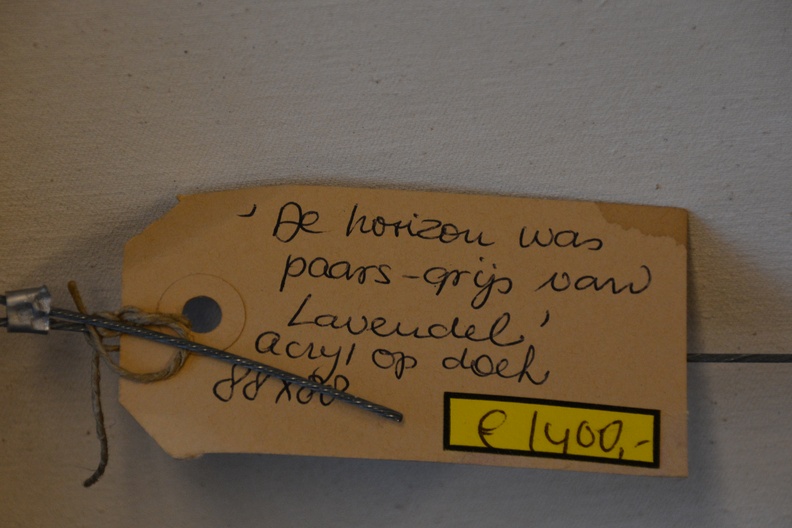 'De horizon was
paars-grijs van
Lavendel'
acryl op doek
88x88
€ 1400,-